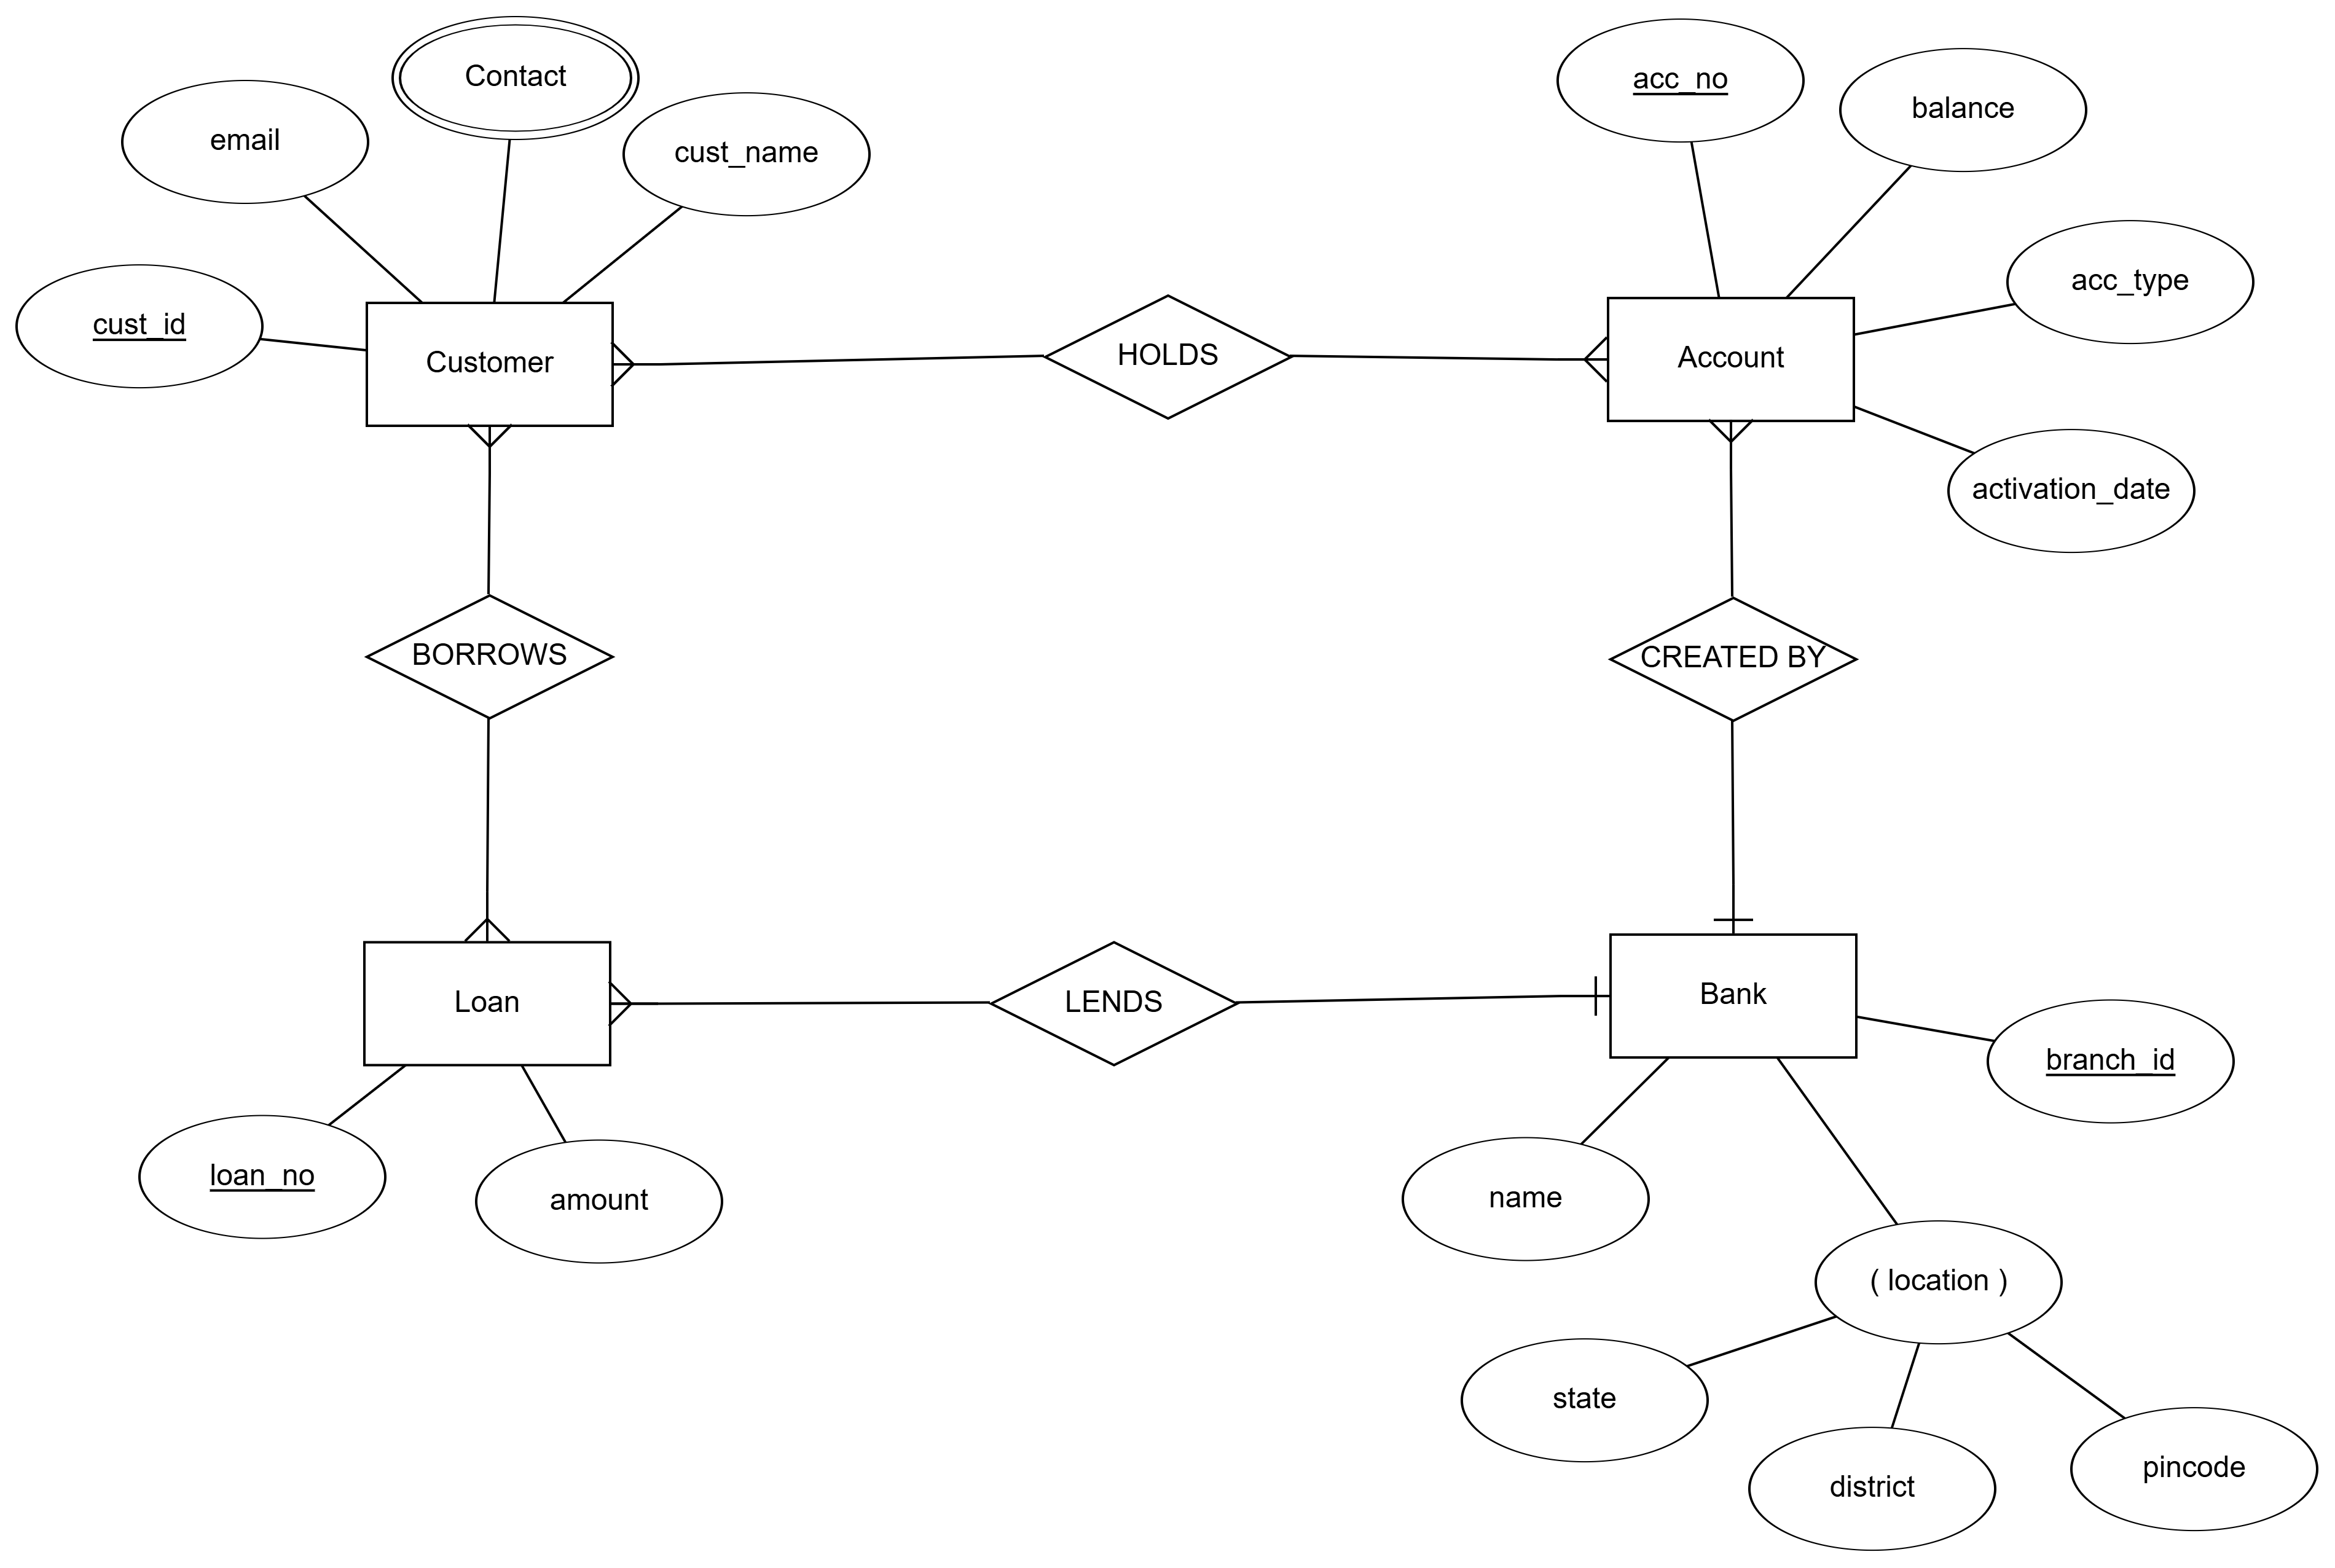 Contact
acc_no
balance
email
cust_name
acc_type
cust_id
Customer
HOLDS
Account
activation_date
BORROWS
CREATED BY
Loan
LENDS
Bank
branch_id
loan_no
amount
name
( location )
state
district
pincode